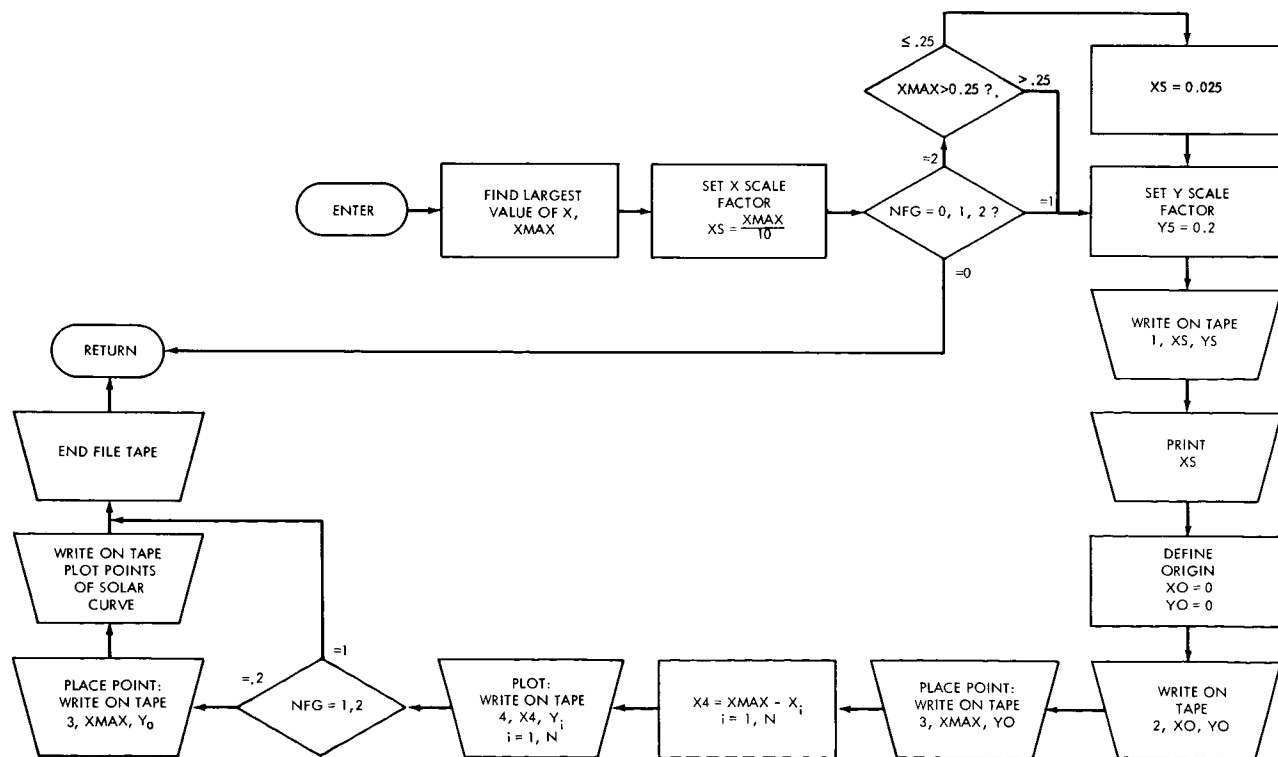 ENTER
FIND LARGEST
VALUE OF X,
XMAX
SET X SCALE
FACTOR
XS = XMAX
10
NFG = 0, 1, 2 ?
=2
=1
=0
XMAX>0.25 ?.
≤ .25
> .25
XS = 0.025
SET Y SCALE
FACTOR
Y5 = 0.2
WRITE ON TAPE
1, XS, YS
PRINT
XS
DEFINE
ORIGIN
XO = 0
YO = 0
WRITE ON
TAPE
2, XO, YO
PLACE POINT:
WRITE ON TAPE
3, XMAX, YO
X4 = XMAX - Xi
i = 1, N
PLOT:
WRITE ON TAPE
4, X4, Yi
i = 1, N
NFG = 1,2
=1
=,2
PLACE POINT:
WRITE ON TAPE
3, XMAX, Y0
WRITE ON TAPE
PLOT POINTS
OF SOLAR
CURVE
END FILE TAPE
RETURN